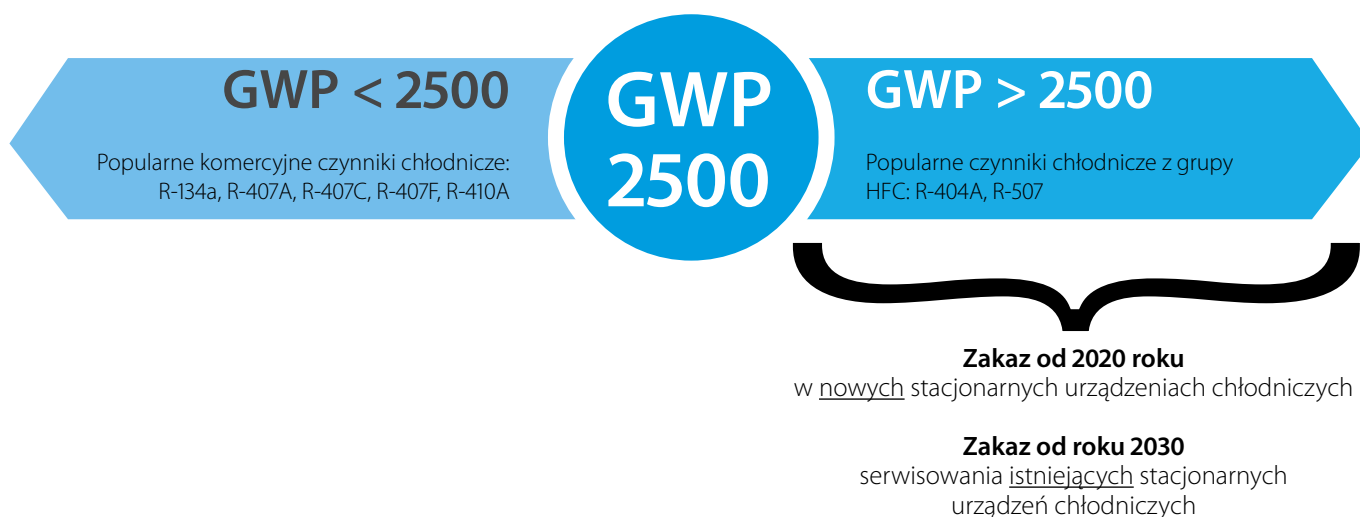 GWP < 2500
Popularne komercyjne czynniki chłodnicze:
R-134a, R-407A, R-407C, R-407F, R-410A
GWP
2500
GWP > 2500
Popularne czynniki chłodnicze z grupy
HFC: R-404A, R-507
Zakaz od 2020 roku
w nowych stacjonarnych urządzeniach chłodniczych
Zakaz od roku 2030
serwisowania istniejących stacjonarnych
urządzeń chłodniczych